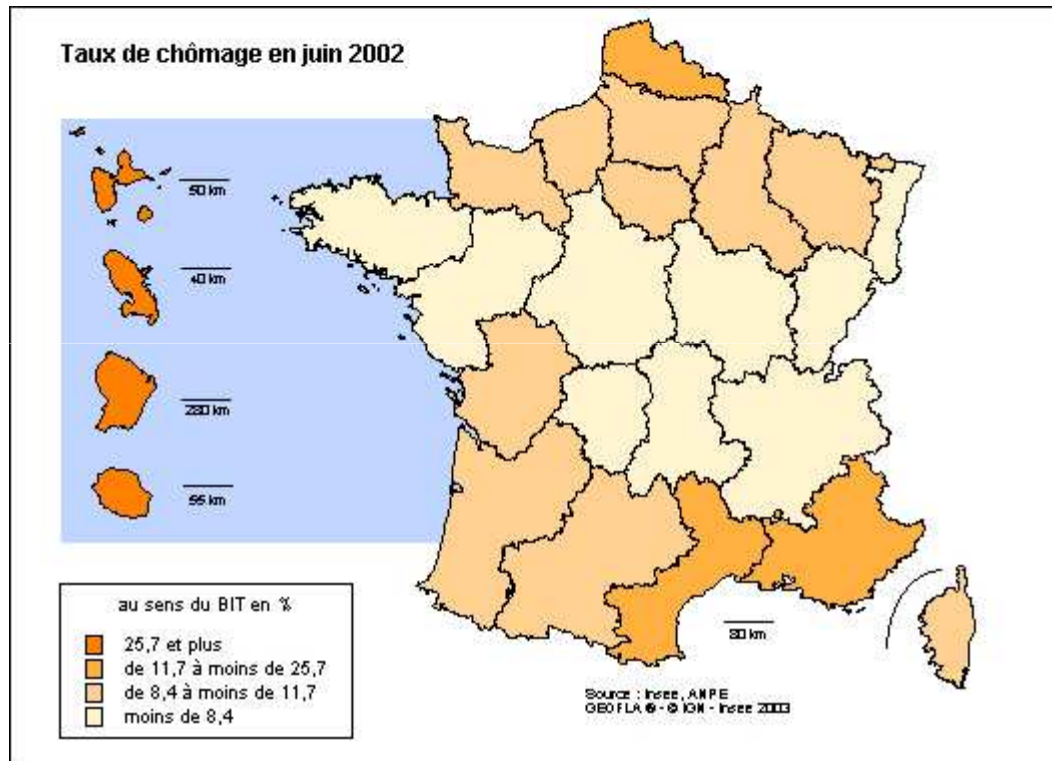 Taux de chômage en juin 2002
50 km
40 km
280 km
55 km
80 km
au sens du BIT en %
25,7 et plus
de 11,7 à moins de 25,7
de 8,4 à moins de 11,7
moins de 8,4
Source : Insee, ANPE
GEOFLA ® - © IGN - Insee 2003